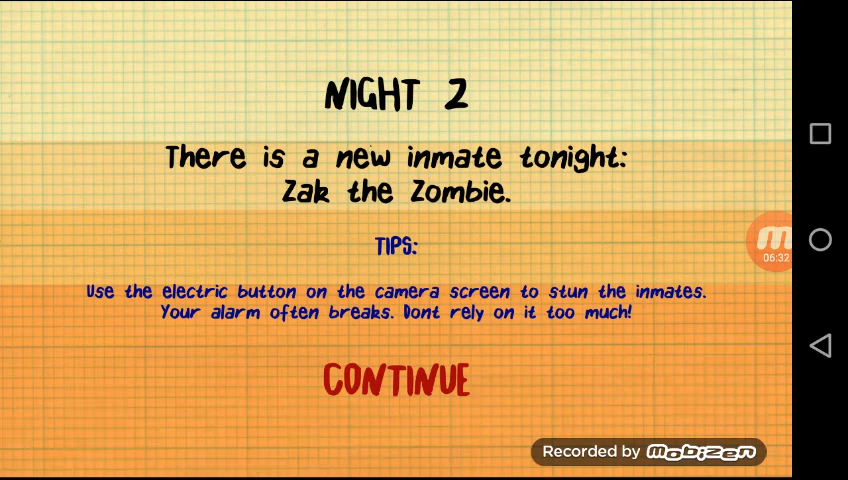 NIGHT 2
There is a new inmate tonight:
Zak the Zombie.
TIPS:
Use the electric button on the camera screen to stun the inmates.
Your alarm often breaks. Dont rely on it too much!
m
06:32
CONTINUE
Recorded by mobizen